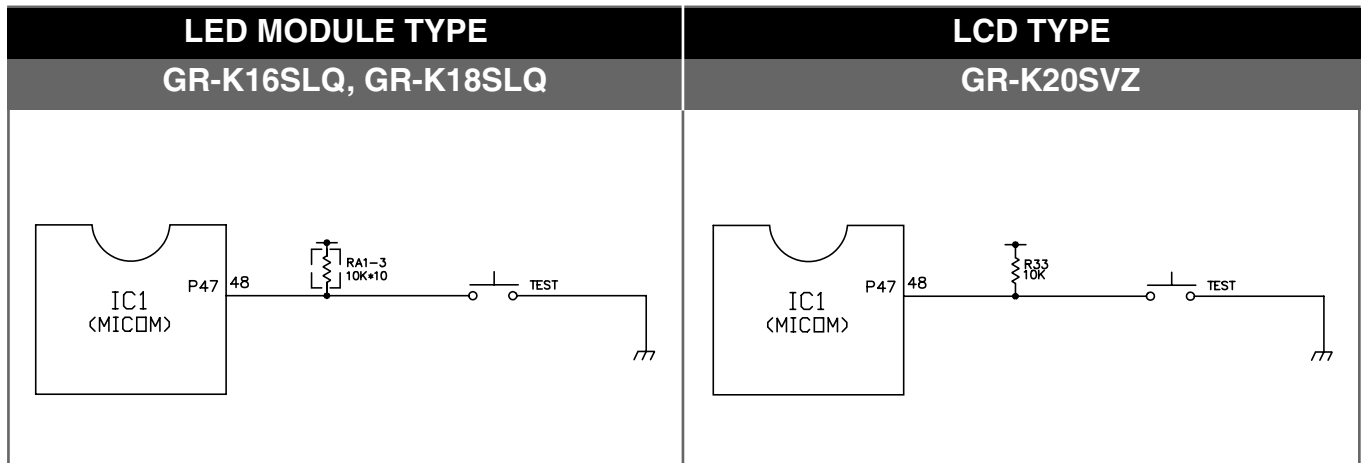 LED MODULE TYPE
GR-K16SLQ, GR-K18SLQ
IC1
(MICOM)
P47
48
RA1-3
10K*10
TEST
LCD TYPE
GR-K20SVZ
IC1
(MICOM)
P47
48
R33
10K
TEST